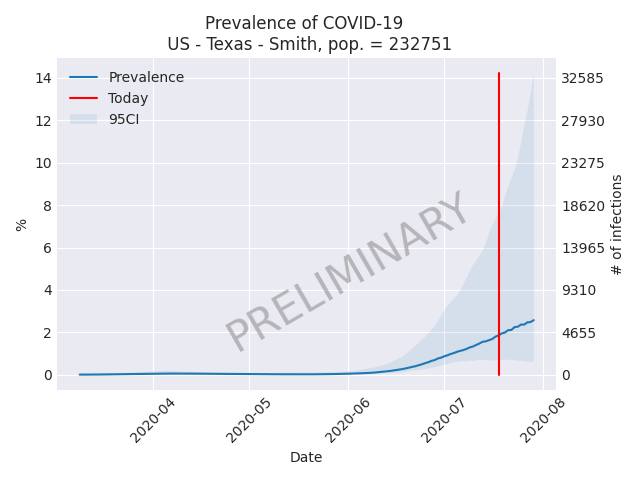 Prevalence of COVID-19
US - Texas - Smith, pop. = 232751
Prevalence
Today
95CI
14
12
10
8
6
4
2
0
%
32585
27930
23275
18620
13965
9310
4655
0
# of infections
PRELIMINARY
2020-04
2020-05
2020-06
2020-07
2020-08
Date